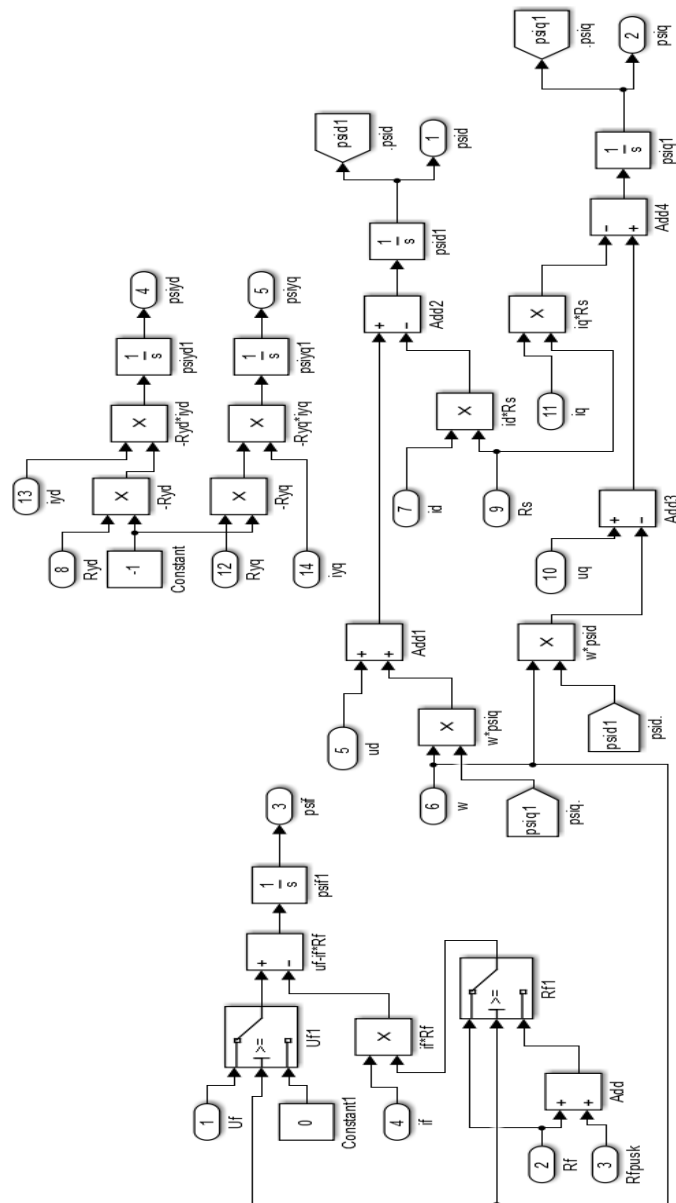 8
Ryd
13
iyd
-1
Constant
X
-Ryd
X
-Ryd*iyd
1
s
psiyd1
4
psiyd
12
Ryq
14
iyq
X
-Ryq
X
-Ryq*iyq
1
s
psiyq1
5
psiyq
1
Uf
0
Constant1
>=
Uf1
+
-
uf-if*Rf
1
s
psif1
3
psif
4
if
X
if*Rf
2
Rf
3
Rfpusk
+
+
Add
>=
Rf1
5
ud
6
w
psiq1
psiq.
X
w*psiq
+
+
Add1
7
id
9
Rs
X
id*Rs
+
-
Add2
1
s
psid1
psid1
.psid
1
psid
psid1
psid.
X
w*psid
10
uq
+
-
Add3
11
iq
X
iq*Rs
-
+
Add4
1
s
psiq1
psiq1
.psiq
2
psiq